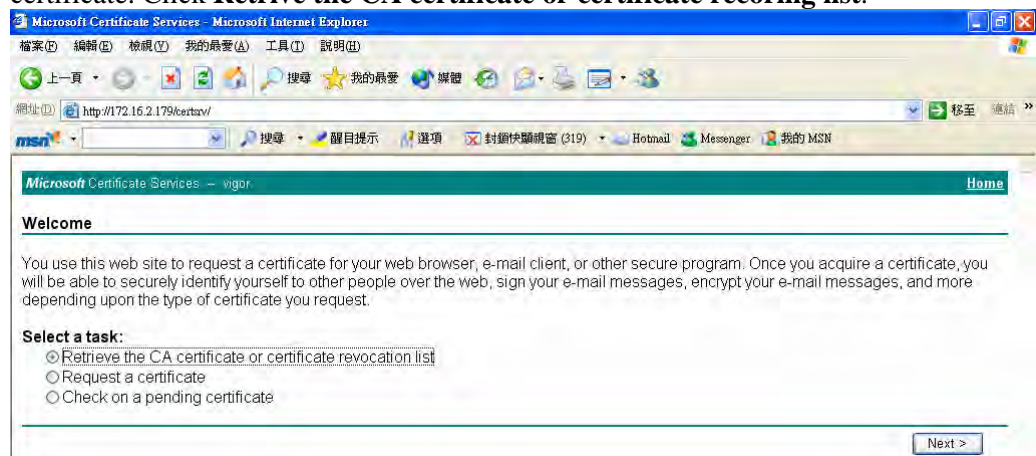 certificate. Click Retrive the CA certificate or certificate recoring list.
Microsoft Certificate Services - Microsoft Internet Explorer
檔案(F) 編輯(E) 檢視(V) 我的最愛(A) 工具(T) 說明(H)
上一頁 搜尋 我的最愛 媒體
網址(D) http://172.16.2.179/certsrv/ 移至 連結 »
msn 搜尋 醒目提示 選項 封鎖快顯視窗 (319) Hotmail Messenger 我的 MSN
Microsoft Certificate Services -- vigor Home
Welcome
You use this web site to request a certificate for your web browser, e-mail client, or other secure program. Once you acquire a certificate, you
will be able to securely identify yourself to other people over the web, sign your e-mail messages, encrypt your e-mail messages, and more
depending upon the type of certificate you request.
Select a task:
Retrieve the CA certificate or certificate revocation list
Request a certificate
Check on a pending certificate
Next >